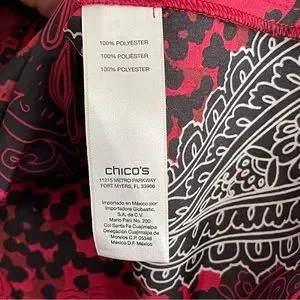 100% POLYESTER
100% POLIÉSTER
100% POLYESTER
chico's
11215 METRO PARKWAY
FORT MYERS, FL 33966
Importado en México por
Importadora Globastic,
S.A. de C.V.
Mario Pani No. 200
Col Santa Fe Cuajimalpa
Delegación Cuajimalpa de
Morelos C.P. 05348
México D.F. México